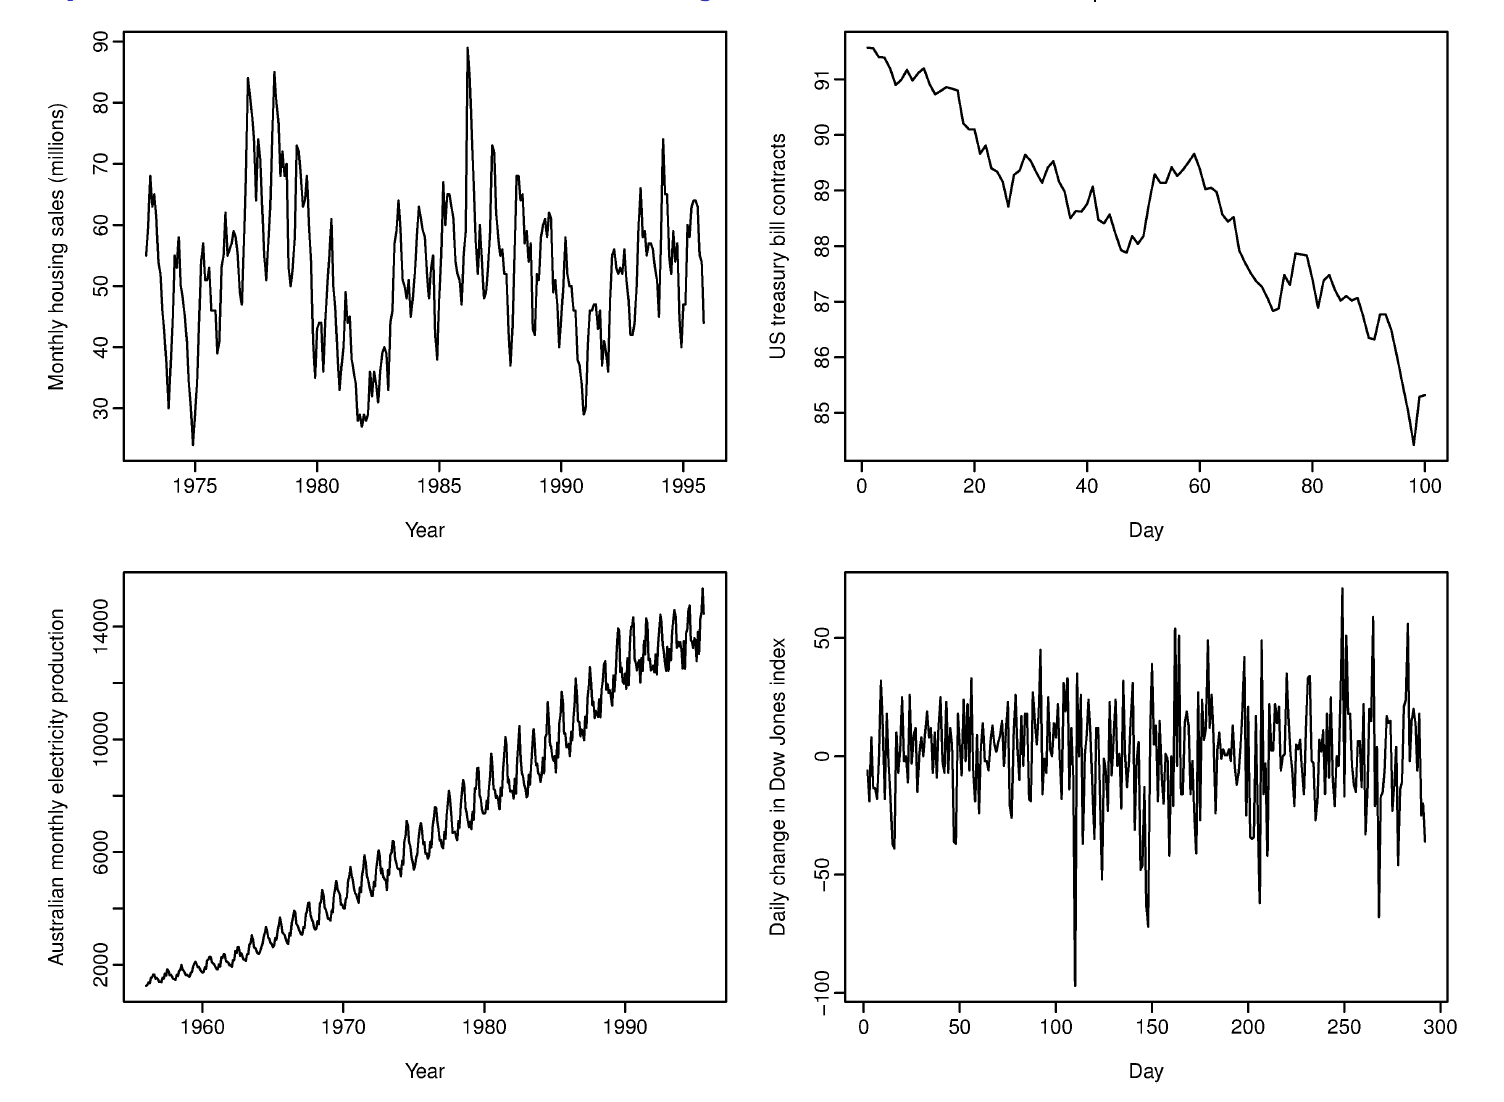 Monthly housing sales (millions)
90
80
70
60
50
40
30
1975 1980 1985 1990 1995
Year
US treasury bill contracts
91
90
89
88
87
86
85
0 20 40 60 80 100
Day
Australian monthly electricity production
14000
10000
6000
2000
1960 1970 1980 1990
Year
Daily change in Dow Jones index
50
0
−50
−100
0 50 100 150 200 250 300
Day